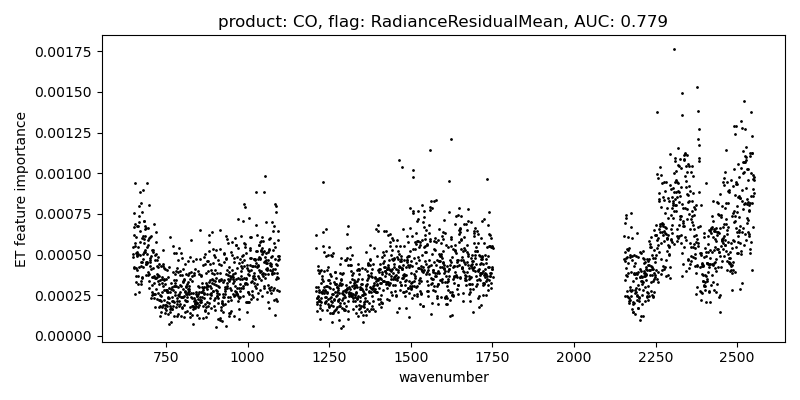 product: CO, flag: RadianceResidualMean, AUC: 0.779
ET feature importance
0.00175
0.00150
0.00125
0.00100
0.00075
0.00050
0.00025
0.00000
750 1000 1250 1500 1750 2000 2250 2500
wavenumber